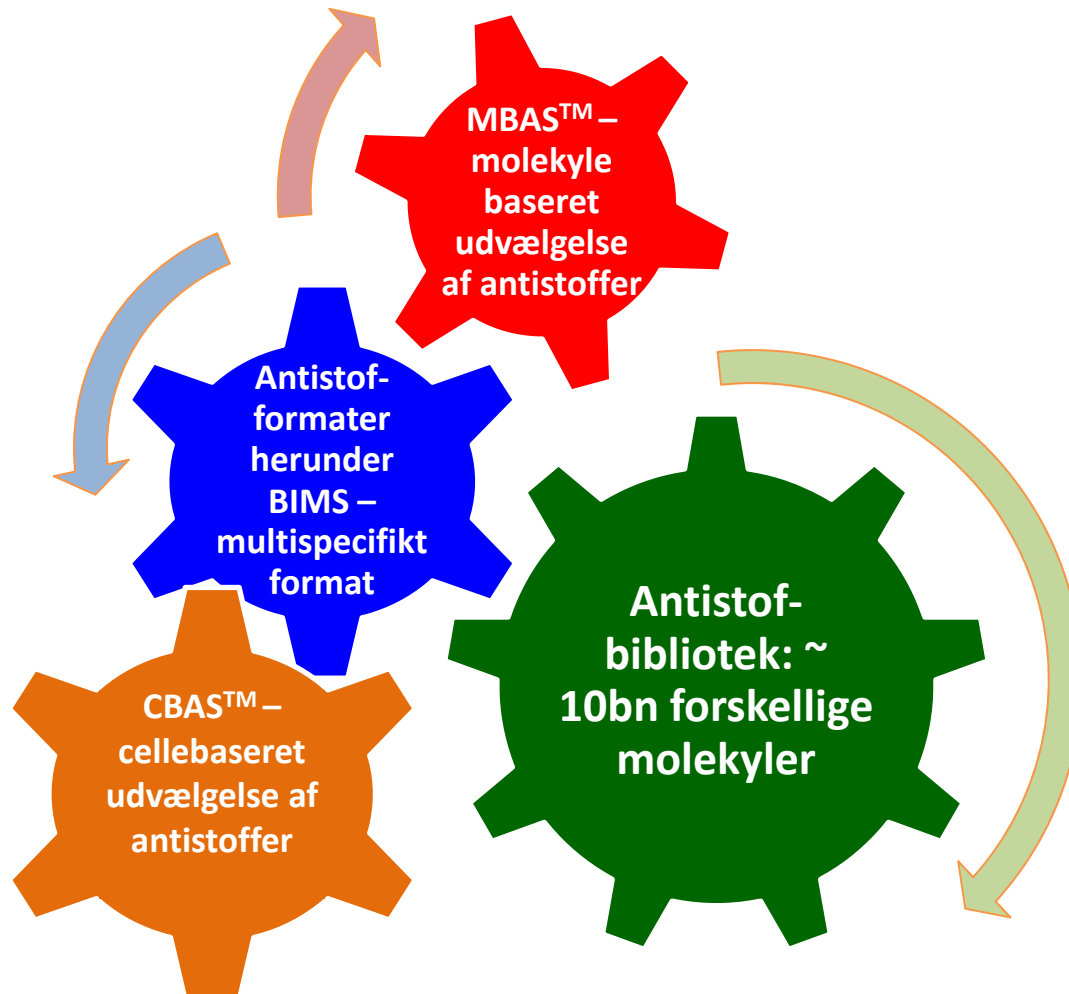 MBAS™ –
molekyle
baseret
udvælgelse
af antistoffer
Antistof-
formater
herunder
BIMS –
multispecifikt
format
Antistof-
bibliotek: ~
10bn forskellige
molekyler
CBAS™ –
cellebaseret
udvælgelse af
antistoffer